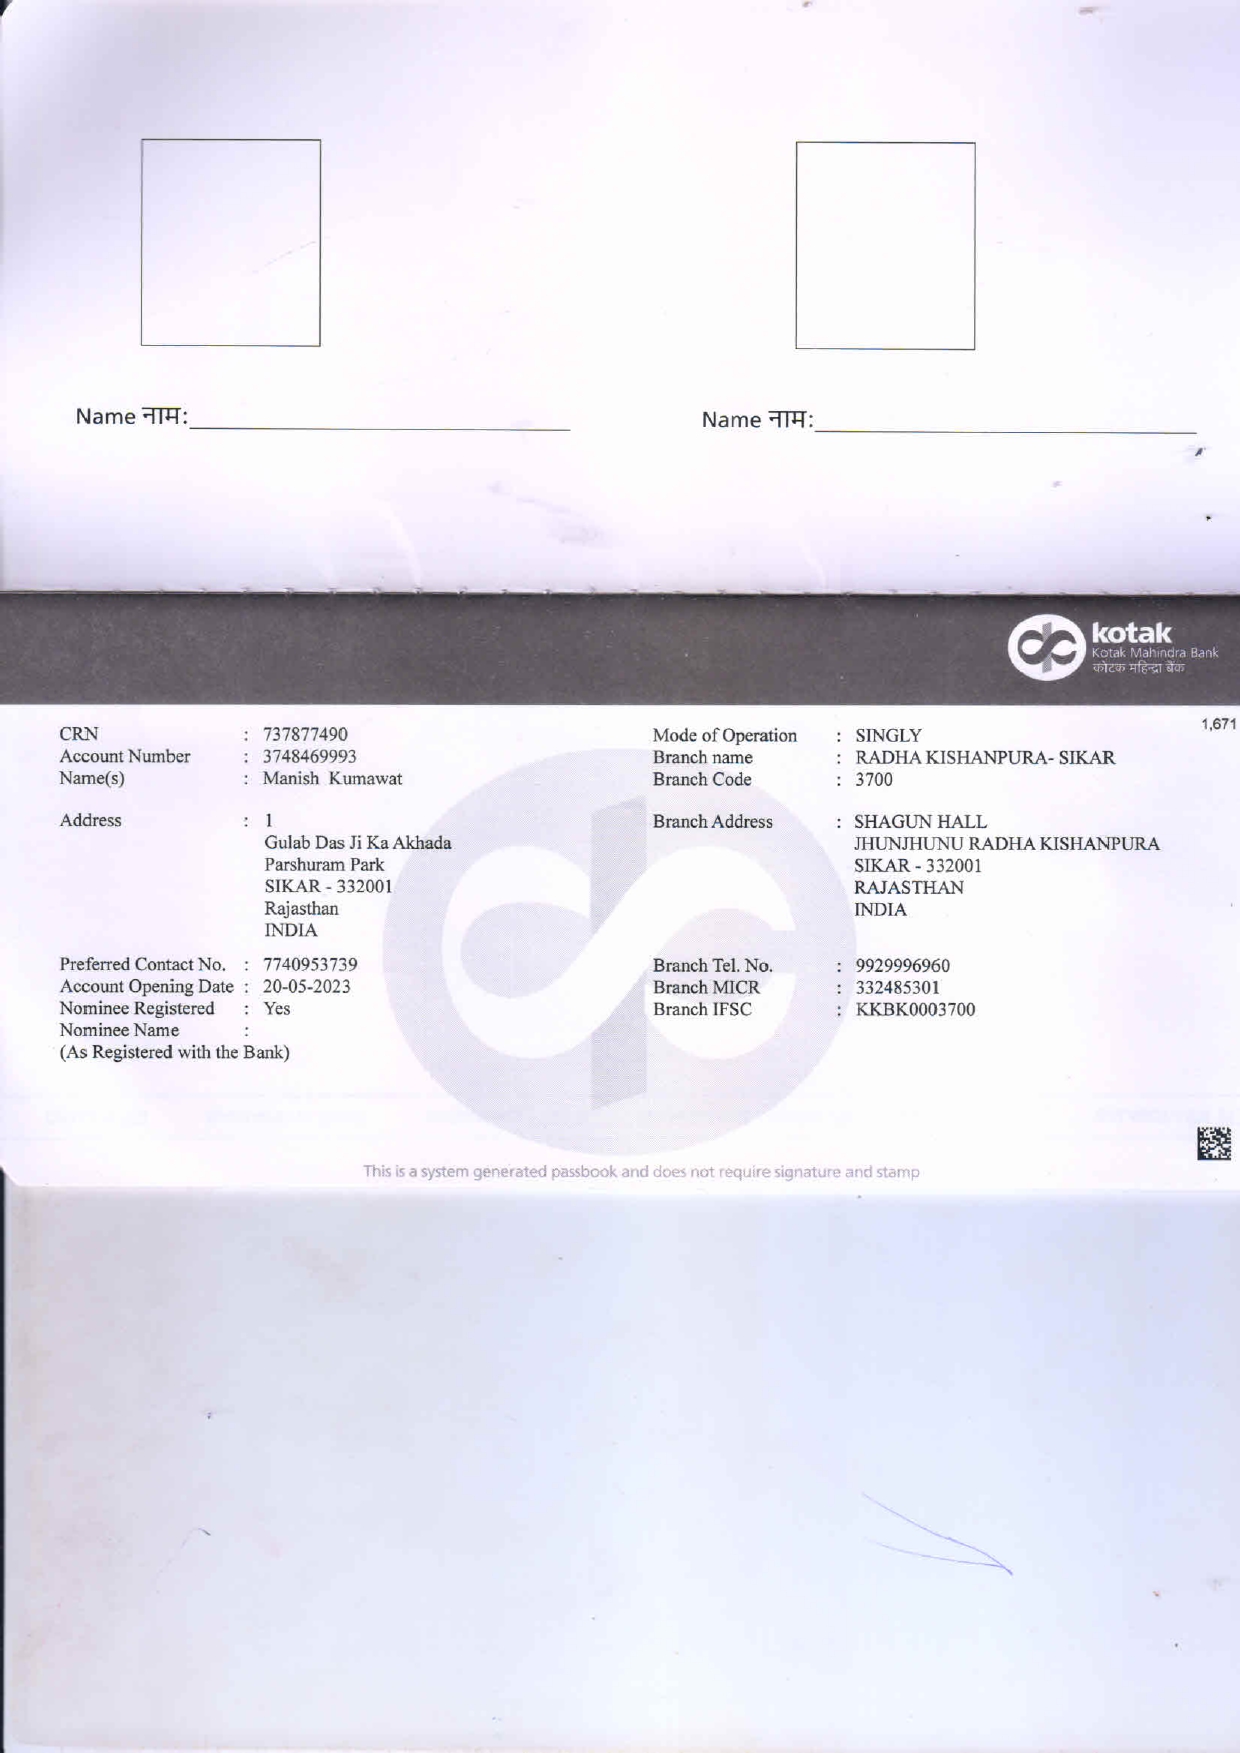 Name नाम:
Name नाम:
kotak
Kotak Mahindra Bank
कोटक महिन्द्रा बैंक
1,671
CRN : 737877490
Account Number : 3748469993
Name(s) : Manish Kumawat
Address : 1
Gulab Das Ji Ka Akhada
Parshuram Park
SIKAR - 332001
Rajasthan
INDIA
Preferred Contact No. : 7740953739
Account Opening Date : 20-05-2023
Nominee Registered : Yes
Nominee Name :
(As Registered with the Bank)
Mode of Operation : SINGLY
Branch name : RADHA KISHANPURA- SIKAR
Branch Code : 3700
Branch Address : SHAGUN HALL
JHUNJHUNU RADHA KISHANPURA
SIKAR - 332001
RAJASTHAN
INDIA
Branch Tel. No. : 9929996960
Branch MICR : 332485301
Branch IFSC : KKBK0003700
This is a system generated passbook and does not require signature and stamp